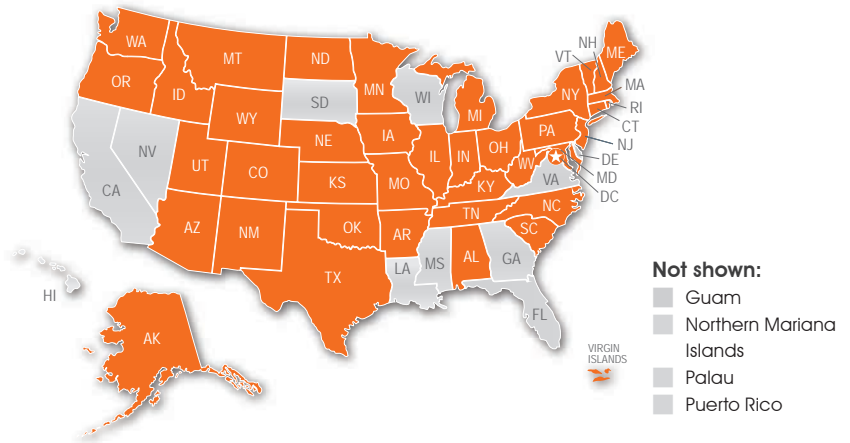 WA
MT
ND
OR
ID
WY
SD
MN
WI
MI
NE
IA
NV
UT
CO
KS
MO
IL
IN
OH
WV
PA
NY
VT
NH
ME
MA
RI
CT
NJ
DE
MD
DC
VA
KY
CA
AZ
NM
OK
AR
TN
NC
SC
TX
LA
MS
AL
GA
FL
HI
AK
VIRGIN
ISLANDS
Not shown:
Guam
Northern Mariana
Islands
Palau
Puerto Rico